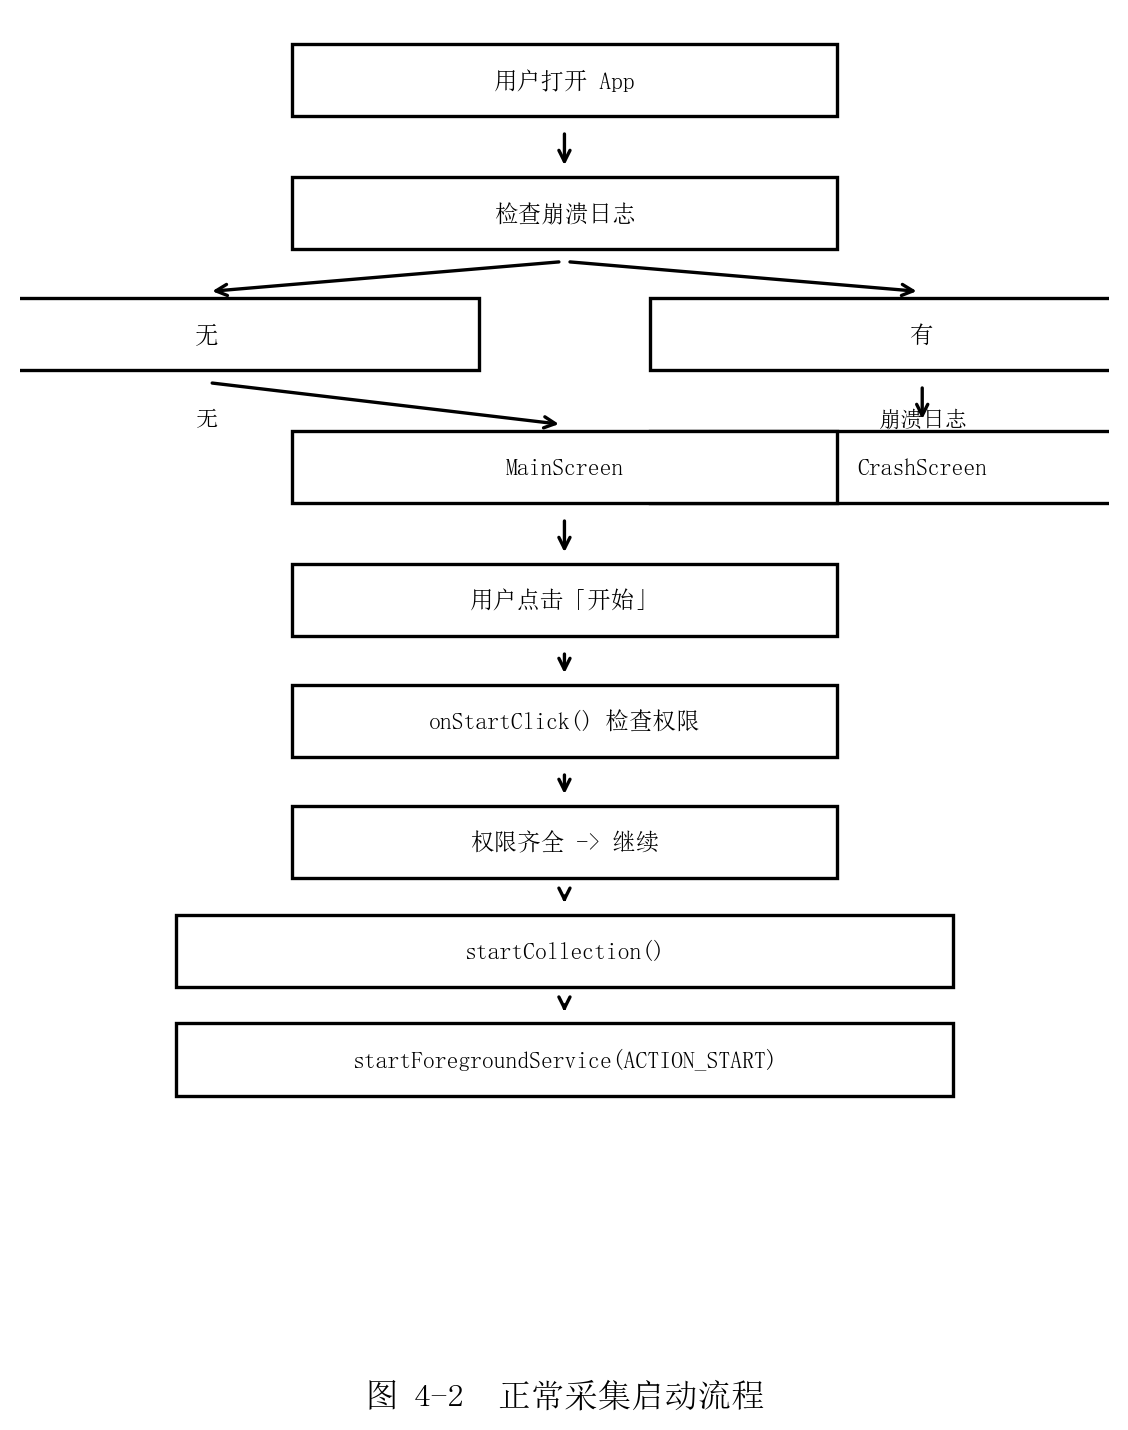 用户打开 App
检查崩溃日志
无
有
无
崩溃日志
MainScreen
CrashScreen
用户点击「开始」
onStartClick() 检查权限
权限齐全 -> 继续
startCollection()
startForegroundService(ACTION_START)
图 4-2  正常采集启动流程